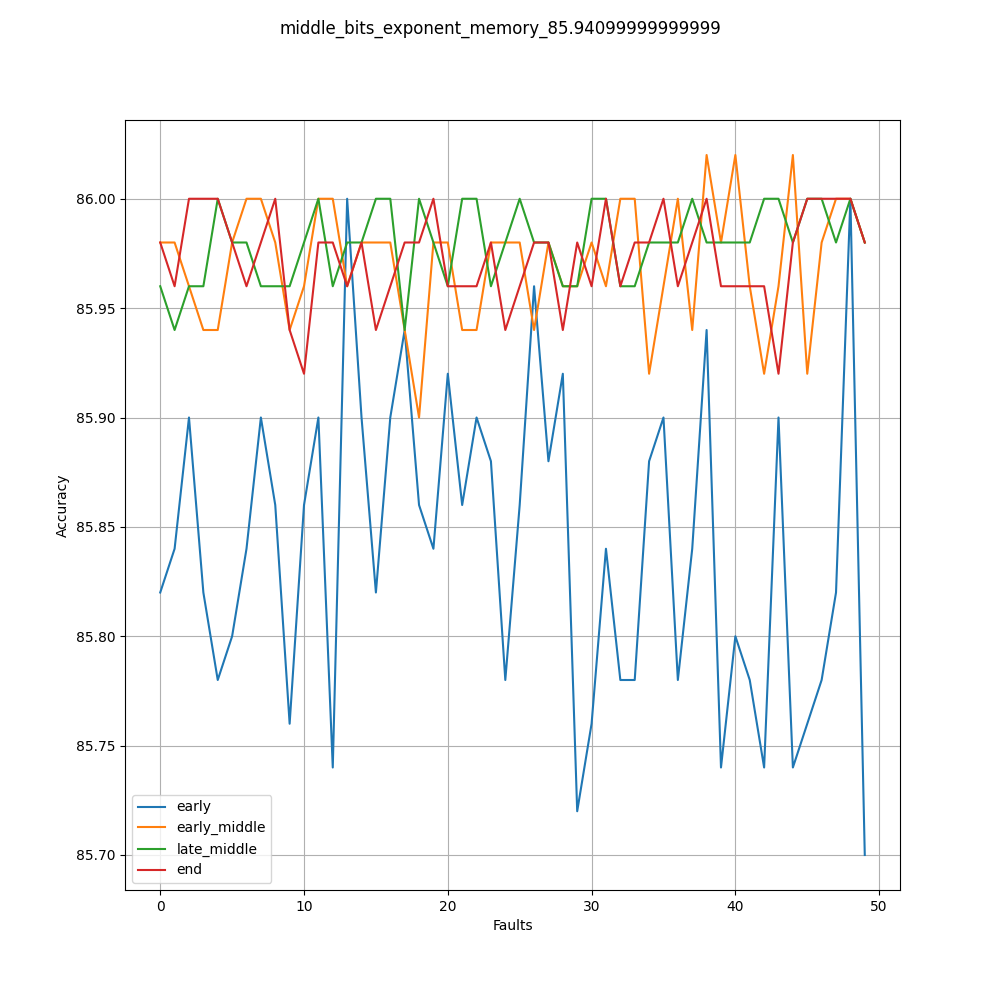 middle_bits_exponent_memory_85.94099999999999
86.00
85.95
85.90
85.85
85.80
85.75
85.70
Accuracy
early
early_middle
late_middle
end
0 10 20 30 40 50
Faults